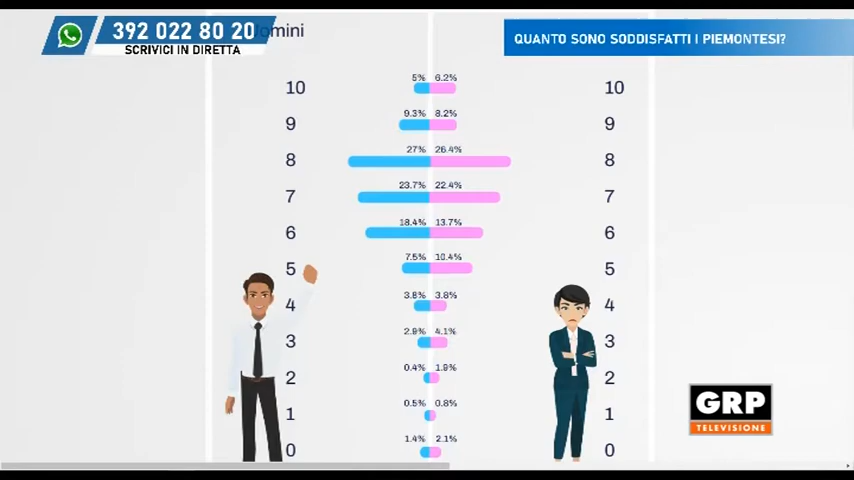 392 022 80 20
SCRIVICI IN DIRETTA
omini
QUANTO SONO SODDISFATTI I PIEMONTESI?
10 5% 6.2% 10
9 9.3% 8.2% 9
8 27% 26.4% 8
7 23.7% 22.4% 7
6 18.4% 13.7% 6
5 7.5% 10.4% 5
4 3.8% 3.8% 4
3 2.9% 4.1% 3
2 0.4% 1.9% 2
1 0.5% 0.8% 1
0 1.4% 2.1% 0
GRP
TELEVISIONE